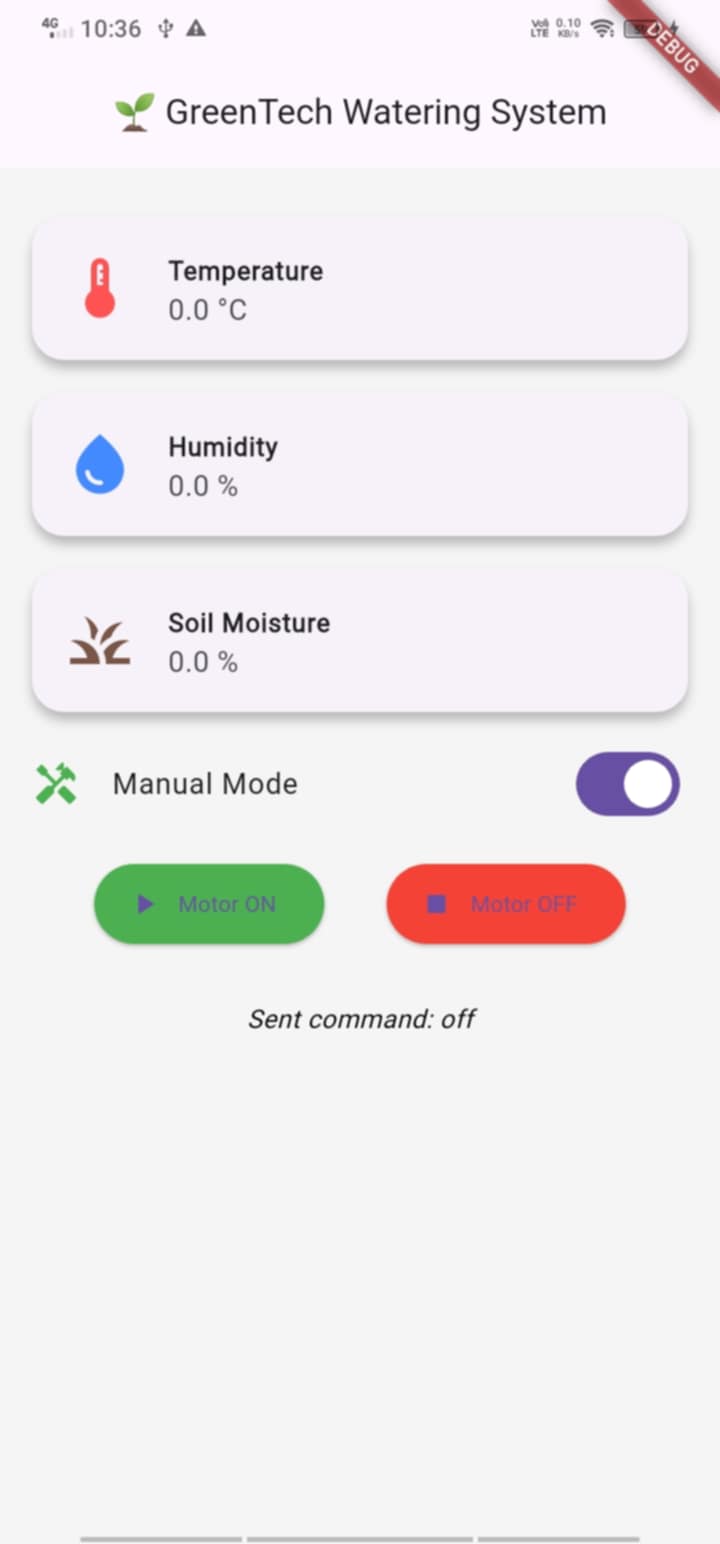 4G 10:36 Vo) LTE 0.10 KB/s
DEBUG
GreenTech Watering System
Temperature
0.0 °C
Humidity
0.0 %
Soil Moisture
0.0 %
Manual Mode
Motor ON Motor OFF
Sent command: off